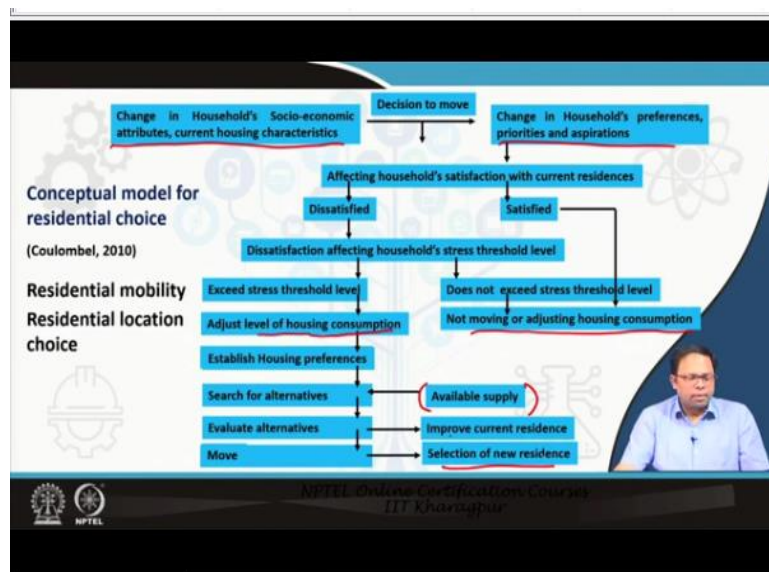 Decision to move
Change in Household's Socio-economic
attributes, current housing characteristics
Change in Household's preferences,
priorities and aspirations
Affecting household's satisfaction with current residences
Conceptual model for
residential choice
(Coulombel, 2010)
Residential mobility
Residential location
choice
Dissatisfied
Satisfied
Dissatisfaction affecting household's stress threshold level
Exceed stress threshold level
Does not exceed stress threshold level
Adjust level of housing consumption
Not moving or adjusting housing consumption
Establish Housing preferences
Search for alternatives
Available supply
Evaluate alternatives
Improve current residence
Move
Selection of new residence
NPTEL Online Certification Courses
IIT Kharagpur
NPTEL